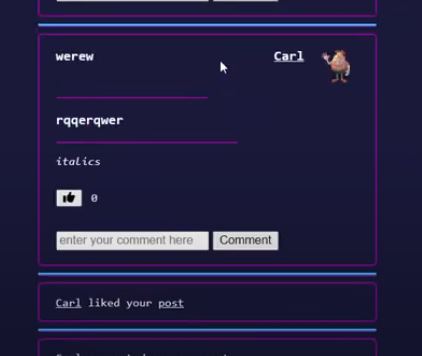 werew
Carl
rqqerqwer
italics
0
enter your comment here
Comment
Carl liked your post